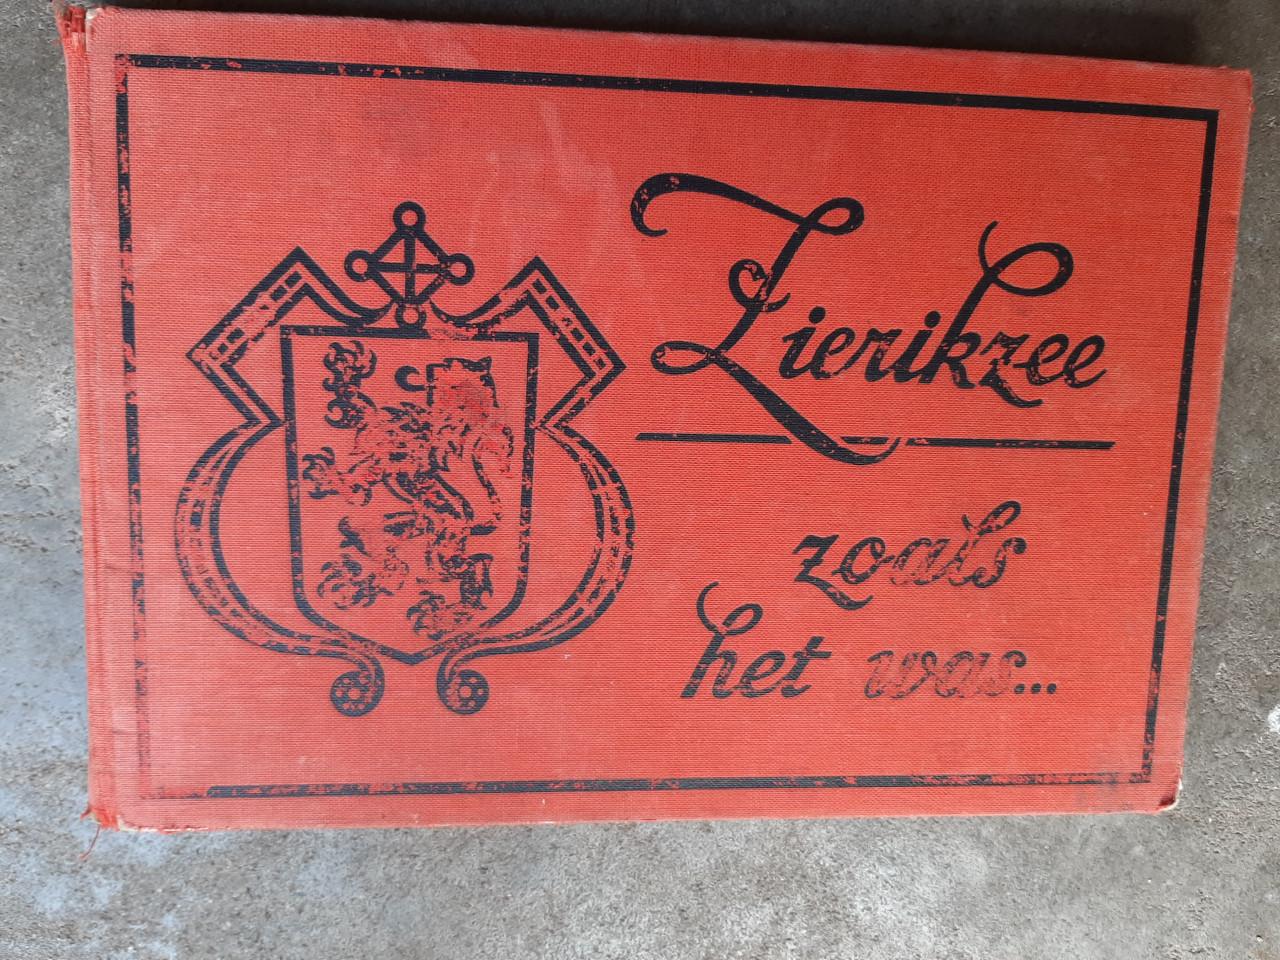 Zierikzee
zoals
het was...